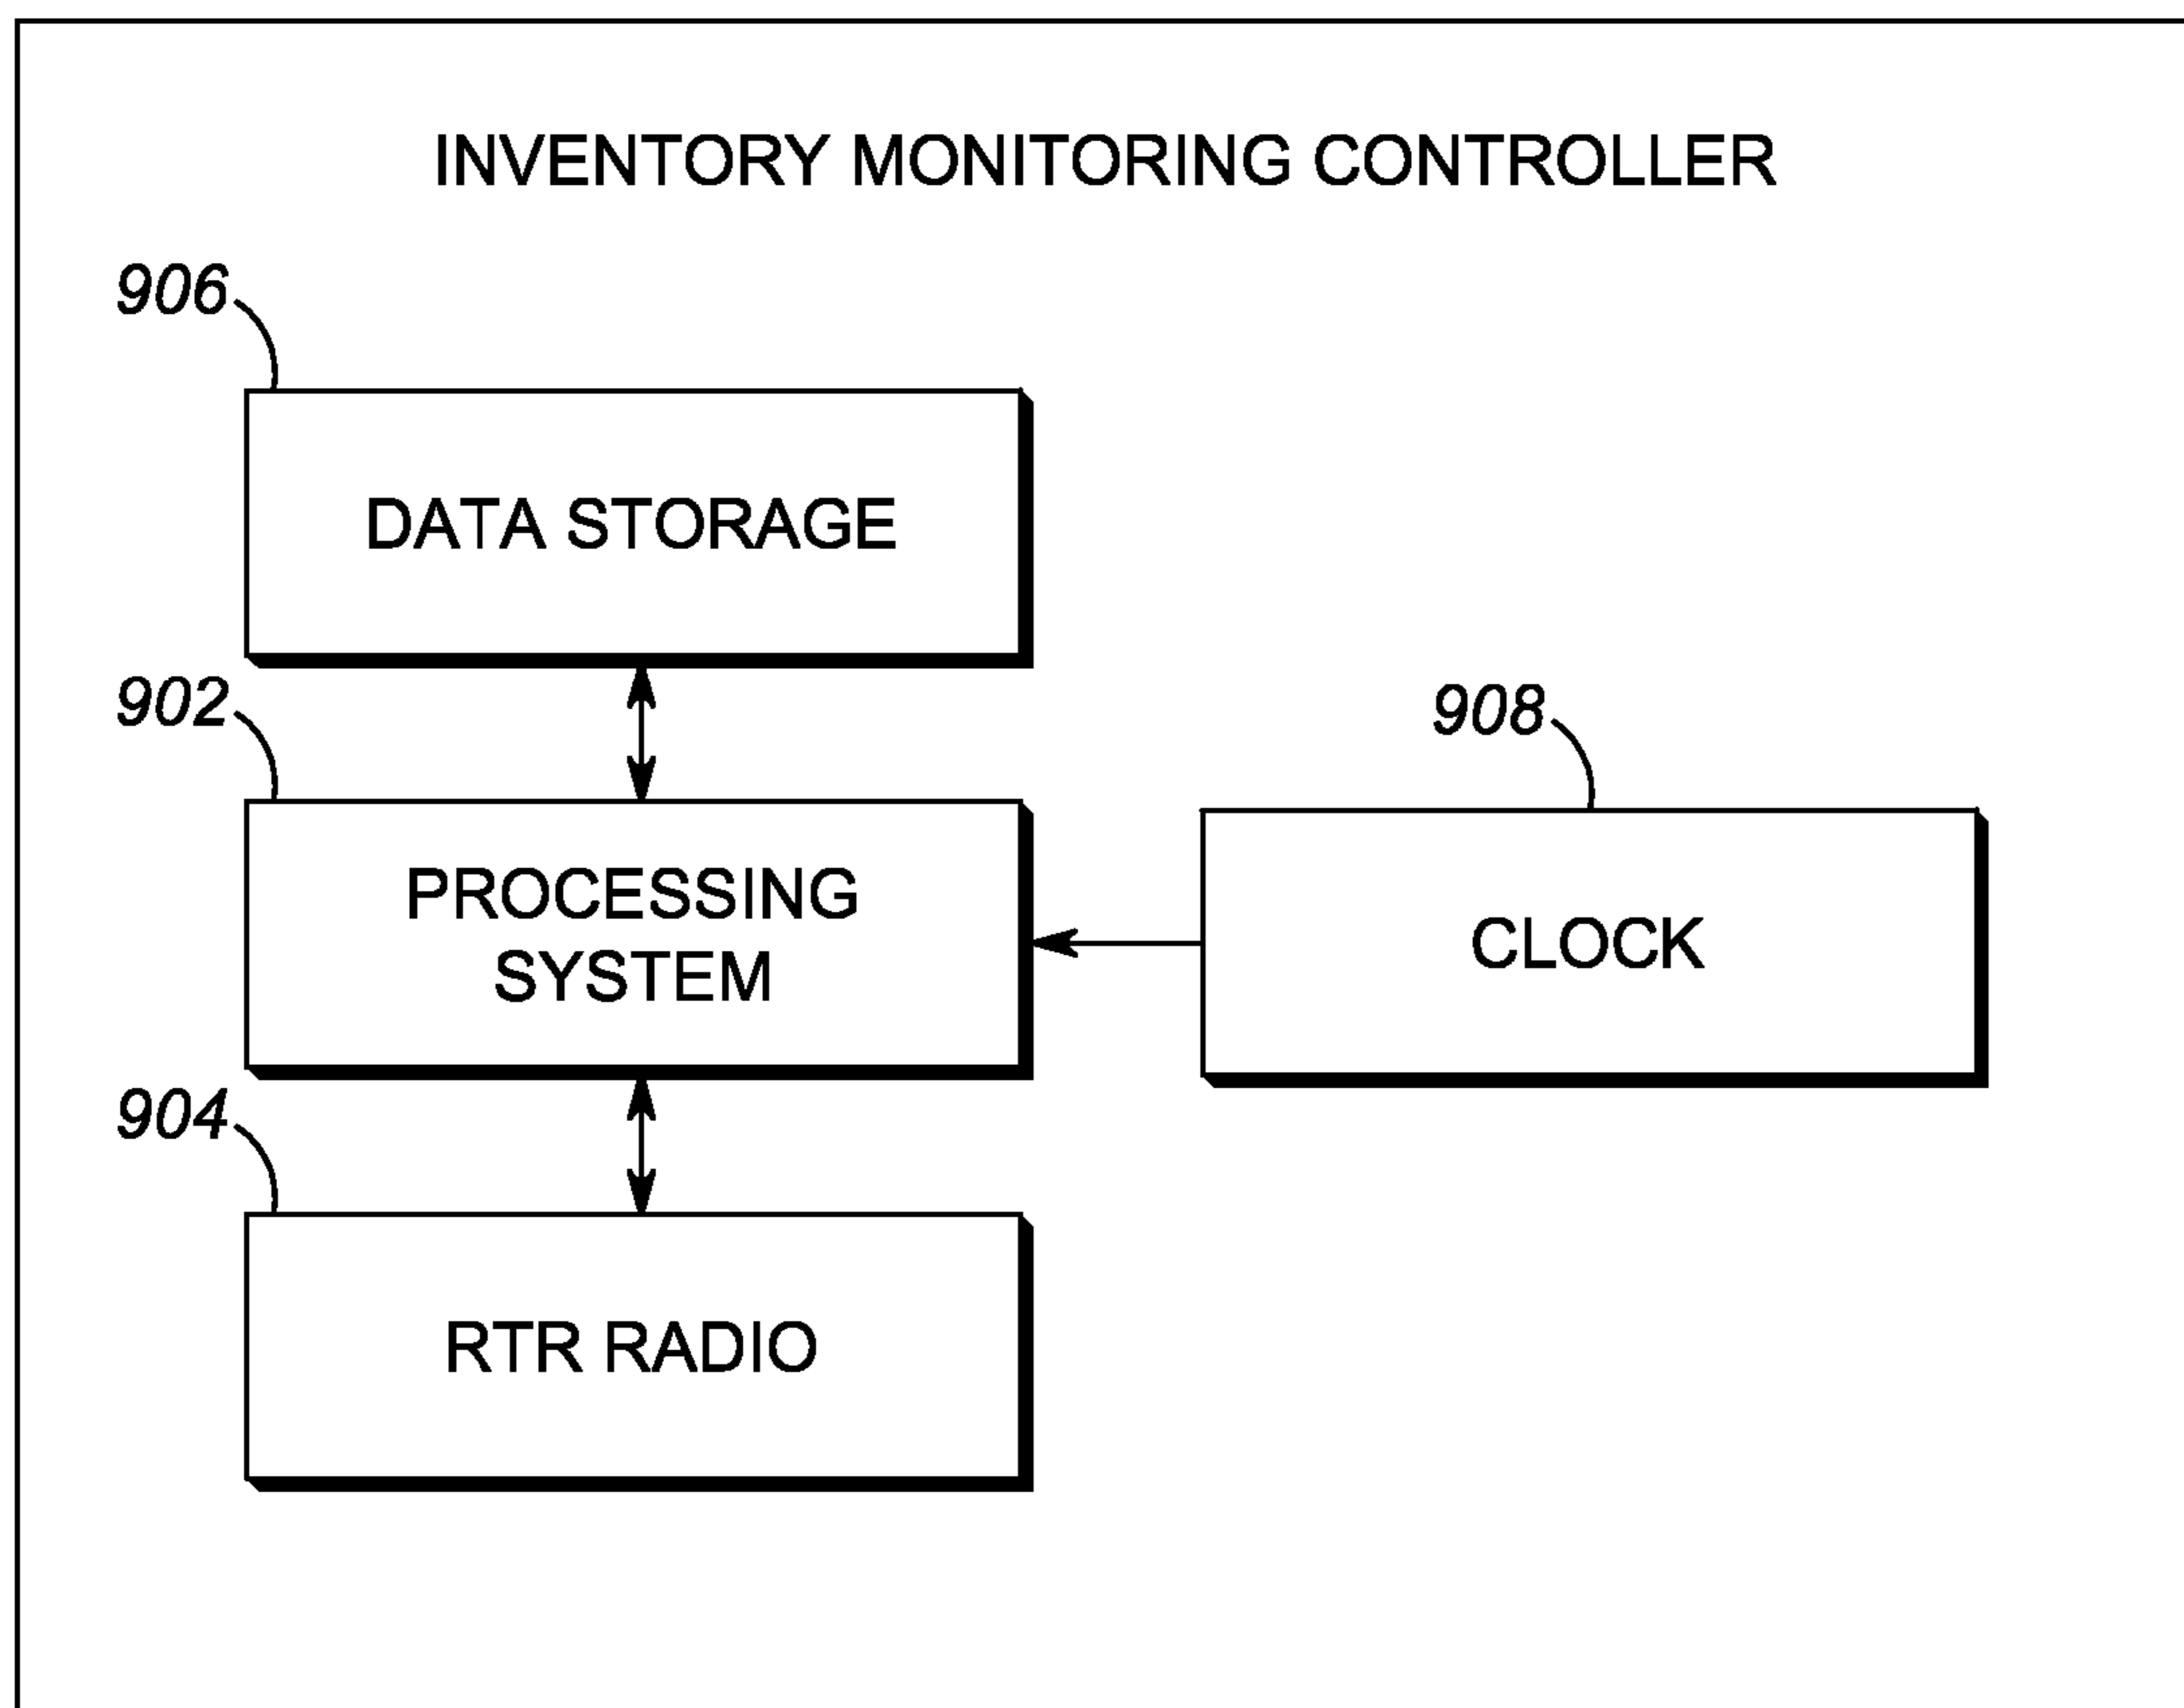 INVENTORY MONITORING CONTROLLER
906
DATA STORAGE
902
908
PROCESSING
SYSTEM
CLOCK
904
RTR RADIO